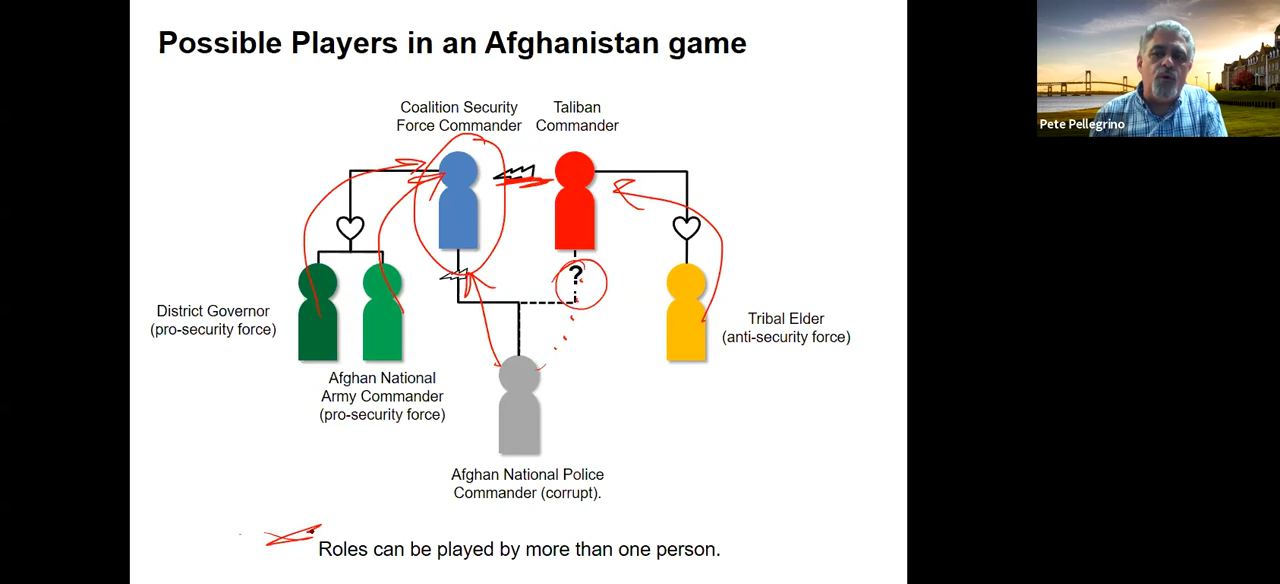 Possible Players in an Afghanistan game
Pete Pellegrino
Coalition Security
Force Commander
Taliban
Commander
?
District Governor
(pro-security force)
Tribal Elder
(anti-security force)
Afghan National
Army Commander
(pro-security force)
Afghan National Police
Commander (corrupt).
Roles can be played by more than one person.